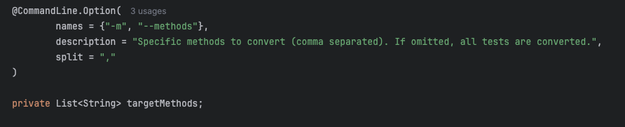 @CommandLine.Option( 3 usages
names = {"-m", "--methods"},
description = "Specific methods to convert (comma separated). If omitted, all tests are converted.",
split = ","
)
private List<String> targetMethods;